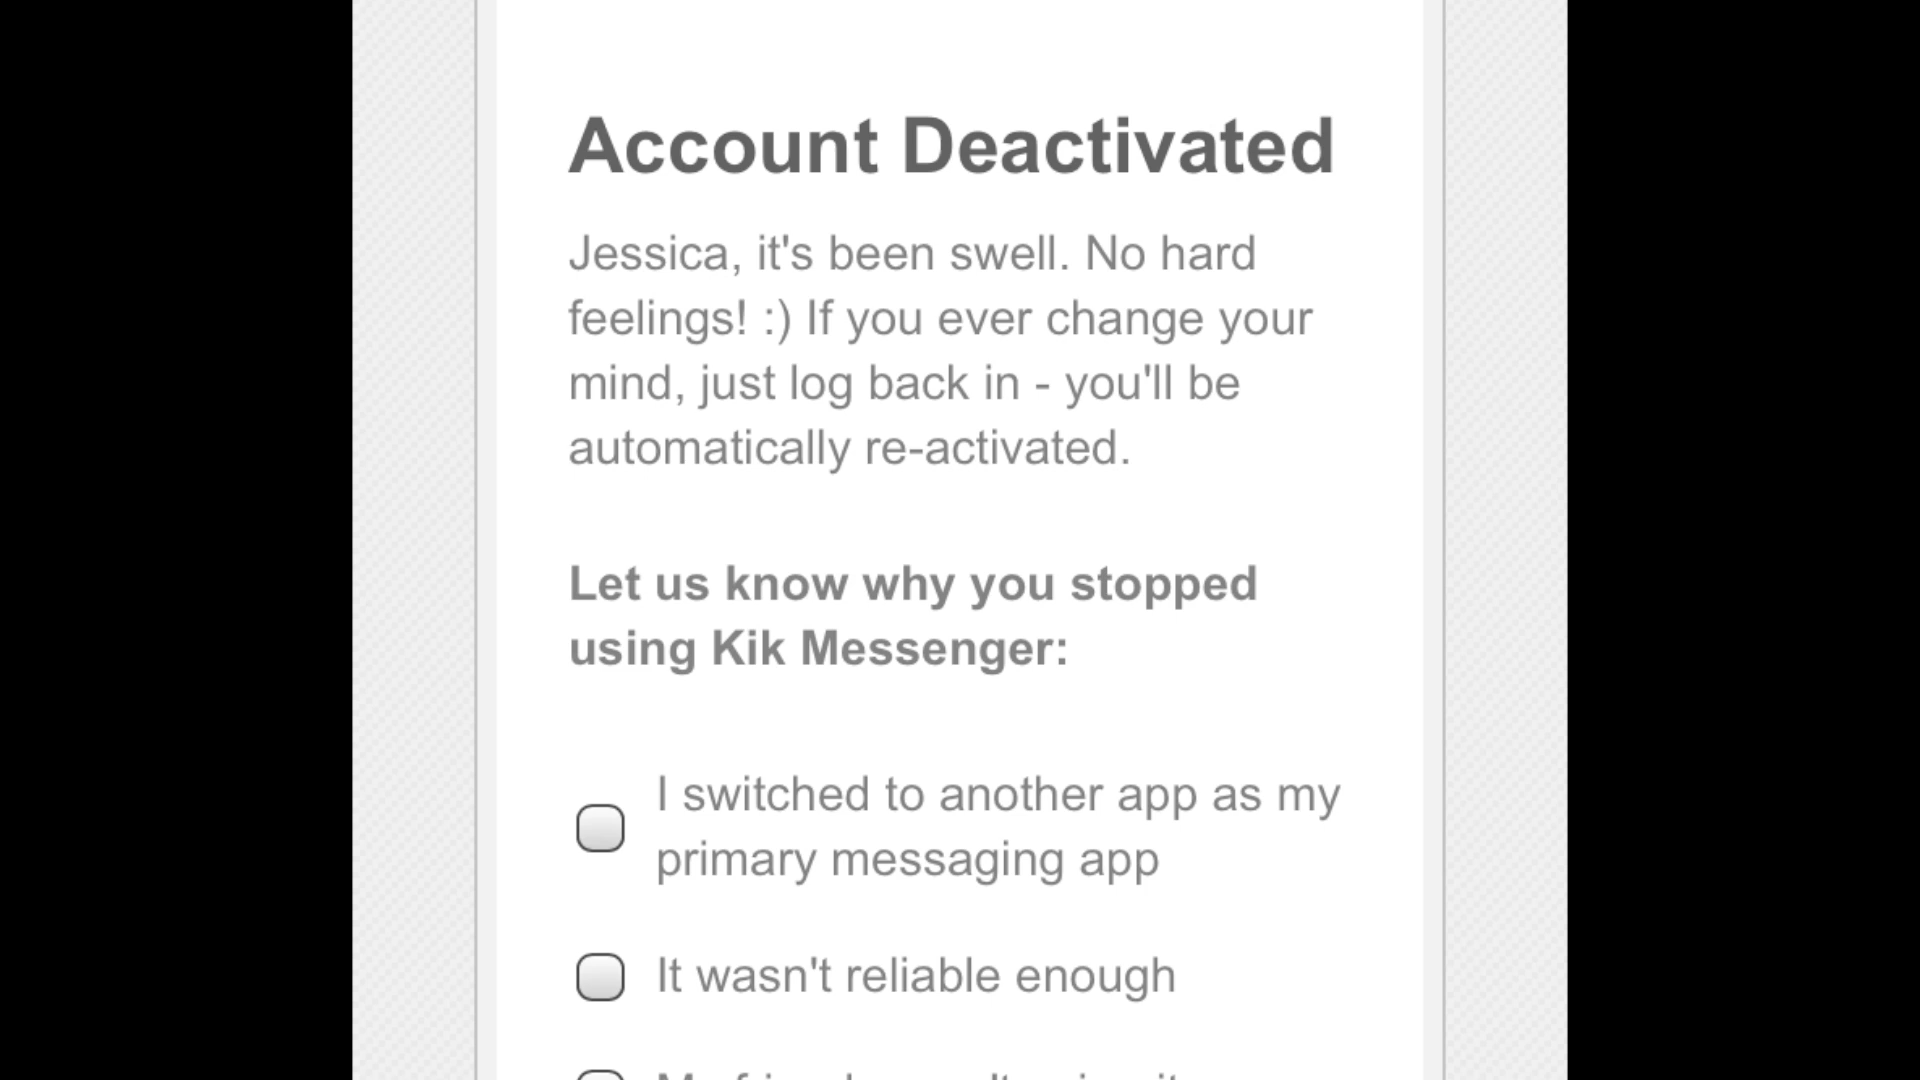 Account Deactivated
Jessica, it's been swell. No hard
feelings! :) If you ever change your
mind, just log back in - you'll be
automatically re-activated.
Let us know why you stopped
using Kik Messenger:
I switched to another app as my
primary messaging app
It wasn't reliable enough